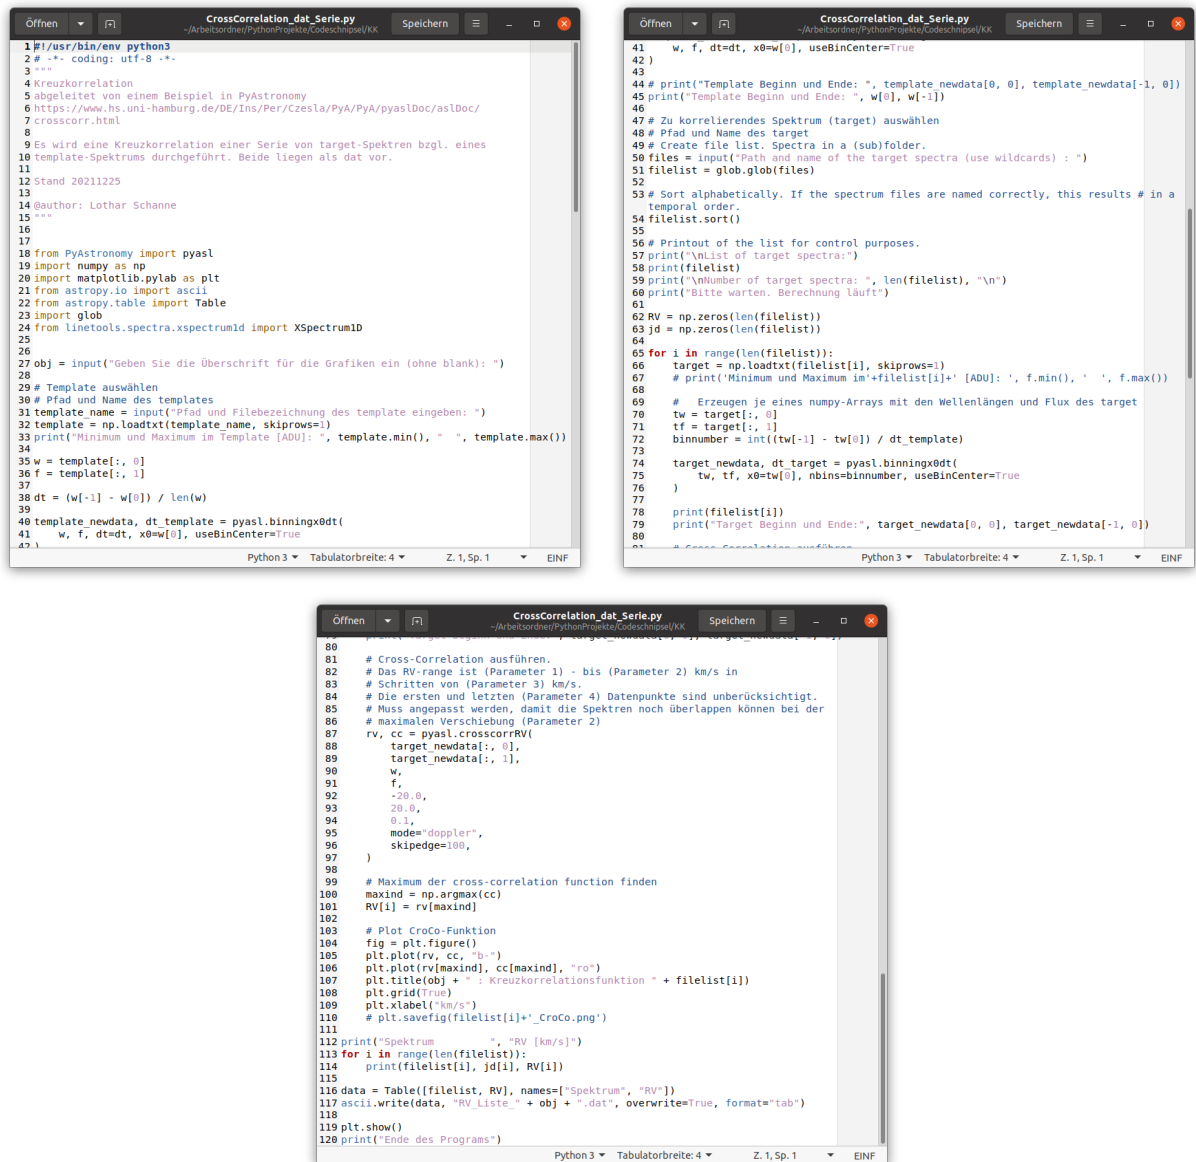 Öffnen
CrossCorrelation_dat_Serie.py
~/Arbeitsordner/PythonProjekte/Codeschnipsel/KK
Speichern
1 #!/usr/bin/env python3
2 # -*- coding: utf-8 -*-
3 """
4 Kreuzkorrelation
5 abgeleitet von einem Beispiel in PyAstronomy
6 https://www.hs.uni-hamburg.de/DE/Ins/Per/Czesla/PyA/PyA/pyaslDoc/aslDoc/
7 crosscorr.html
8
9 Es wird eine Kreuzkorrelation einer Serie von target-Spektren bzgl. eines
10 template-Spektrums durchgeführt. Beide liegen als dat vor.
11
12 Stand 20211225
13
14 @author: Lothar Schanne
15 """
16
17
18 from PyAstronomy import pyasl
19 import numpy as np
20 import matplotlib.pylab as plt
21 from astropy.io import ascii
22 from astropy.table import Table
23 import glob
24 from linetools.spectra.xspectrum1d import XSpectrum1D
25
26
27 obj = input("Geben Sie die Überschrift für die Grafiken ein (ohne blank): ")
28
29 # Template auswählen
30 # Pfad und Name des templates
31 template_name = input("Pfad und Filebezeichnung des template eingeben: ")
32 template = np.loadtxt(template_name, skiprows=1)
33 print("Minimum und Maximum im Template [ADU]: ", template.min(), "  ", template.max())
34
35 w = template[:, 0]
36 f = template[:, 1]
37
38 dt = (w[-1] - w[0]) / len(w)
39
40 template_newdata, dt_template = pyasl.binningx0dt(
41     w, f, dt=dt, x0=w[0], useBinCenter=True
42 )
Python 3
Tabulatorbreite: 4
Z. 1, Sp. 1
EINF
Öffnen
CrossCorrelation_dat_Serie.py
~/Arbeitsordner/PythonProjekte/Codeschnipsel/KK
Speichern
41     w, f, dt=dt, x0=w[0], useBinCenter=True
42 )
43
44 # print("Template Beginn und Ende: ", template_newdata[0, 0], template_newdata[-1, 0])
45 print("Template Beginn und Ende: ", w[0], w[-1])
46
47 # Zu korrelierendes Spektrum (target) auswählen
48 # Pfad und Name des target
49 # Create file list. Spectra in a (sub)folder.
50 files = input("Path and name of the target spectra (use wildcards) : ")
51 filelist = glob.glob(files)
52
53 # Sort alphabetically. If the spectrum files are named correctly, this results # in a
temporal order.
54 filelist.sort()
55
56 # Printout of the list for control purposes.
57 print("\nList of target spectra:")
58 print(filelist)
59 print("\nNumber of target spectra: ", len(filelist), "\n")
60 print("Bitte warten. Berechnung läuft")
61
62 RV = np.zeros(len(filelist))
63 jd = np.zeros(len(filelist))
64
65 for i in range(len(filelist)):
66     target = np.loadtxt(filelist[i], skiprows=1)
67     # print('Minimum und Maximum im'+filelist[i]+' [ADU]: ', f.min(), '  ', f.max())
68
69     #   Erzeugen je eines numpy-Arrays mit den Wellenlängen und Flux des target
70     tw = target[:, 0]
71     tf = target[:, 1]
72     binnumber = int((tw[-1] - tw[0]) / dt_template)
73
74     target_newdata, dt_target = pyasl.binningx0dt(
75         tw, tf, x0=tw[0], nbins=binnumber, useBinCenter=True
76     )
77
78     print(filelist[i])
79     print("Target Beginn und Ende:", target_newdata[0, 0], target_newdata[-1, 0])
80
81     # Cross-Correlation ausführen.
Python 3
Tabulatorbreite: 4
Z. 1, Sp. 1
EINF
Öffnen
CrossCorrelation_dat_Serie.py
~/Arbeitsordner/PythonProjekte/Codeschnipsel/KK
Speichern
79     print("Target Beginn und Ende:", target_newdata[0, 0], target_newdata[-1, 0])
80
81     # Cross-Correlation ausführen.
82     # Das RV-range ist (Parameter 1) - bis (Parameter 2) km/s in
83     # Schritten von (Parameter 3) km/s.
84     # Die ersten und letzten (Parameter 4) Datenpunkte sind unberücksichtigt.
85     # Muss angepasst werden, damit die Spektren noch überlappen können bei der
86     # maximalen Verschiebung (Parameter 2)
87     rv, cc = pyasl.crosscorrRV(
88         target_newdata[:, 0],
89         target_newdata[:, 1],
90         w,
91         f,
92         -20.0,
93         20.0,
94         0.1,
95         mode="doppler",
96         skipedge=100,
97     )
98
99     # Maximum der cross-correlation function finden
100     maxind = np.argmax(cc)
101     RV[i] = rv[maxind]
102
103     # Plot CroCo-Funktion
104     fig = plt.figure()
105     plt.plot(rv, cc, "b-")
106     plt.plot(rv[maxind], cc[maxind], "ro")
107     plt.title(obj + " : Kreuzkorrelationsfunktion " + filelist[i])
108     plt.grid(True)
109     plt.xlabel("km/s")
110     # plt.savefig(filelist[i]+'_CroCo.png')
111
112 print("Spektrum         ", "RV [km/s]")
113 for i in range(len(filelist)):
114     print(filelist[i], jd[i], RV[i])
115
116 data = Table([filelist, RV], names=["Spektrum", "RV"])
117 ascii.write(data, "RV_Liste_" + obj + ".dat", overwrite=True, format="tab")
118
119 plt.show()
120 print("Ende des Programs")
Python 3
Tabulatorbreite: 4
Z. 1, Sp. 1
EINF